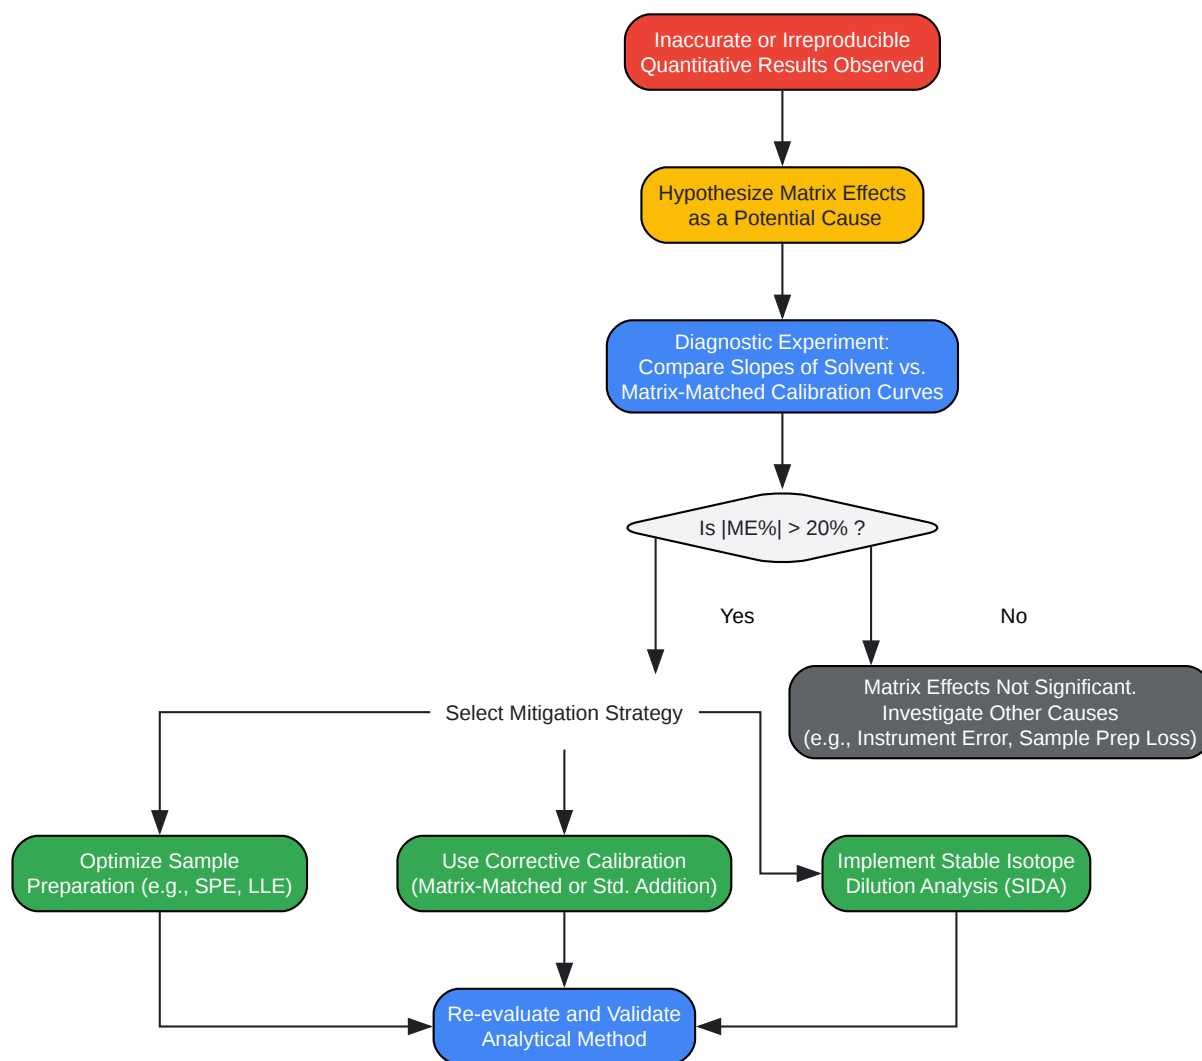 Inaccurate or Irreproducible
Quantitative Results Observed
Hypothesize Matrix Effects
as a Potential Cause
Diagnostic Experiment:
Compare Slopes of Solvent vs.
Matrix-Matched Calibration Curves
Is |ME%| > 20% ?
Yes
No
Matrix Effects Not Significant.
Investigate Other Causes
(e.g., Instrument Error, Sample Prep Loss)
Select Mitigation Strategy
Optimize Sample
Preparation (e.g., SPE, LLE)
Use Corrective Calibration
(Matrix-Matched or Std. Addition)
Implement Stable Isotope
Dilution Analysis (SIDA)
Re-evaluate and Validate
Analytical Method